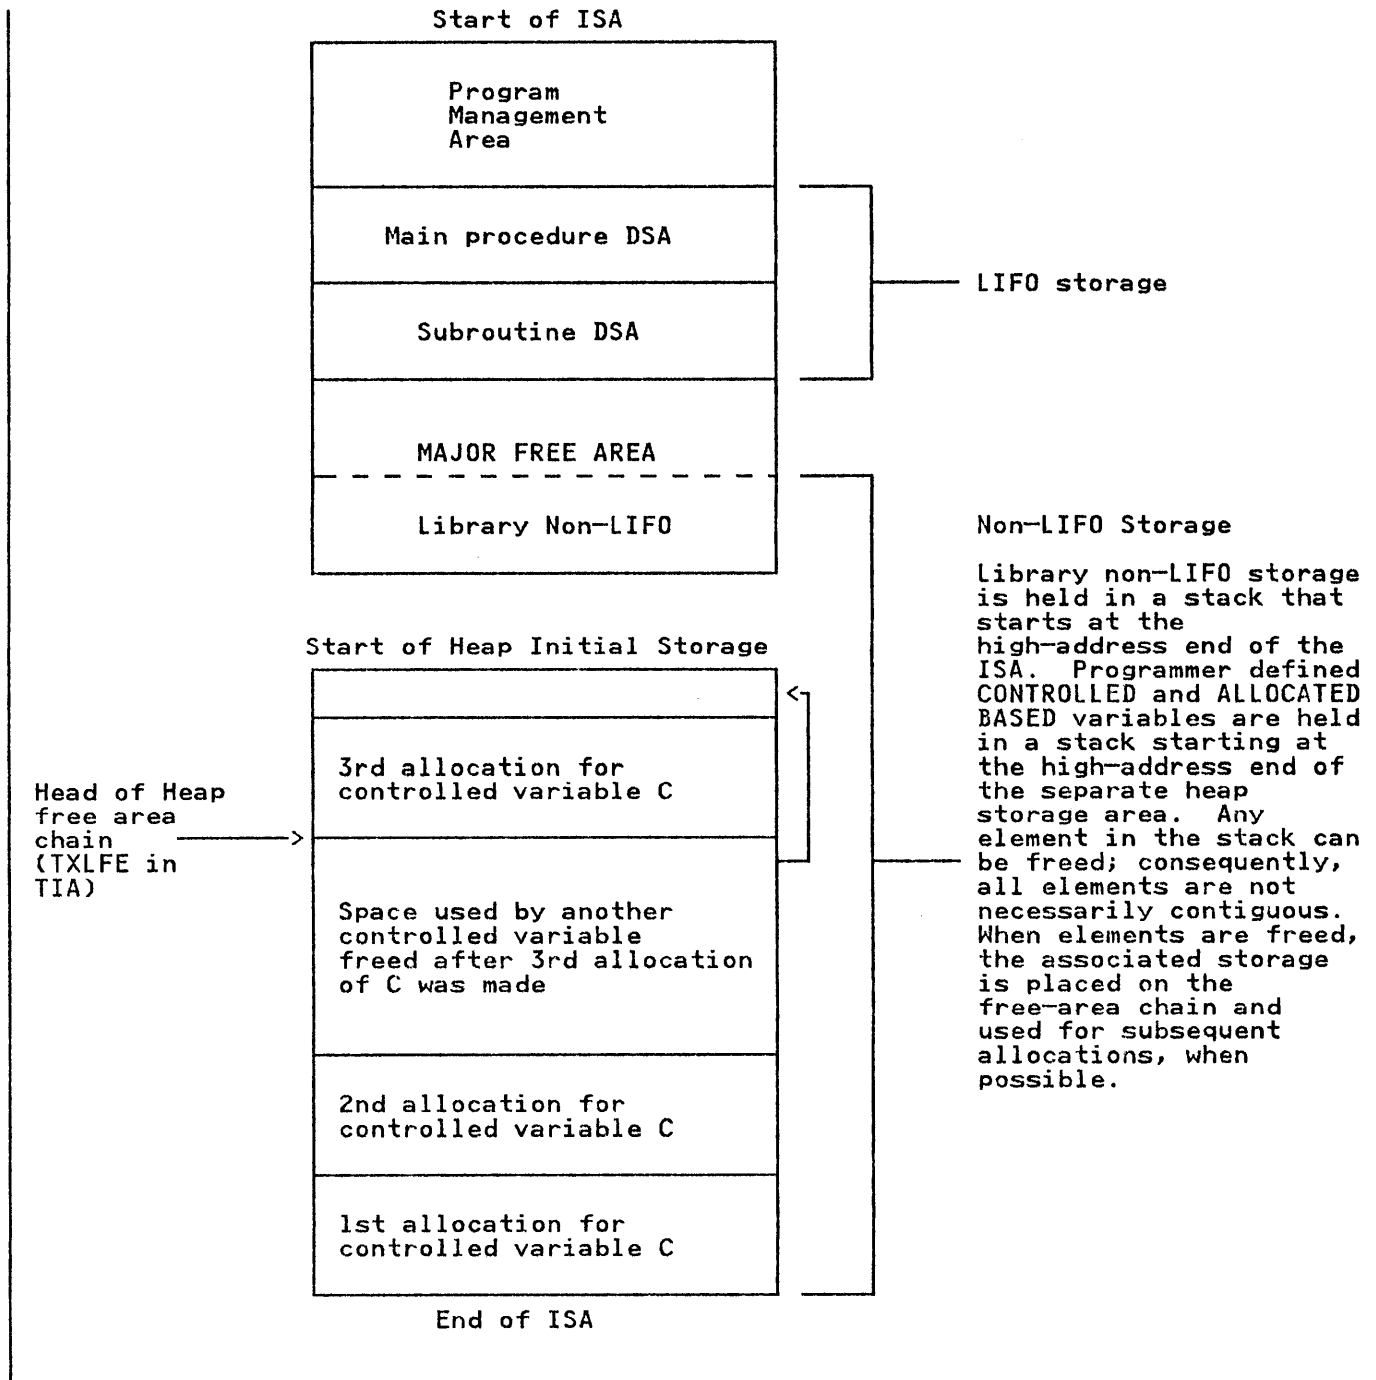 Start of ISA
Program
Management
Area
Main procedure DSA
LIFO storage
Subroutine DSA
MAJOR FREE AREA
Library Non-LIFO
Non-LIFO Storage
Library non-LIFO storage
is held in a stack that
starts at the
high-address end of the
ISA. Programmer defined
CONTROLLED and ALLOCATED
BASED variables are held
in a stack starting at
the high-address end of
the separate heap
storage area. Any
element in the stack can
be freed; consequently,
all elements are not
necessarily contiguous.
When elements are freed,
the associated storage
is placed on the
free-area chain and
used for subsequent
allocations, when
possible.
Start of Heap Initial Storage
3rd allocation for
controlled variable C
Head of Heap
free area
chain
(TXLFE in
TIA)
Space used by another
controlled variable
freed after 3rd allocation
of C was made
2nd allocation for
controlled variable C
1st allocation for
controlled variable C
End of ISA